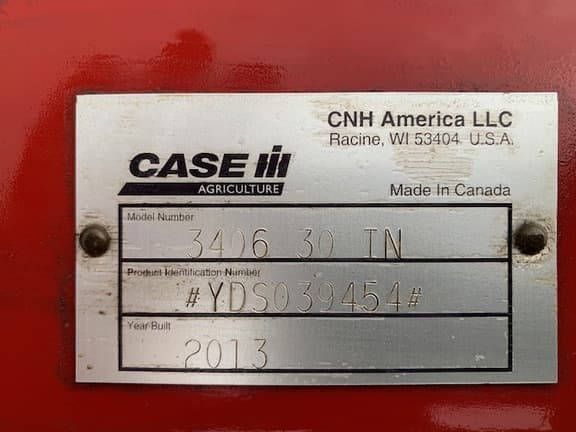 CNH America LLC
Racine, WI 53404 U.S.A.
CASE IH
AGRICULTURE
Made In Canada
Model Number
3406 30 IN
Product Identification Number
#YDS039454#
Year Built
2013